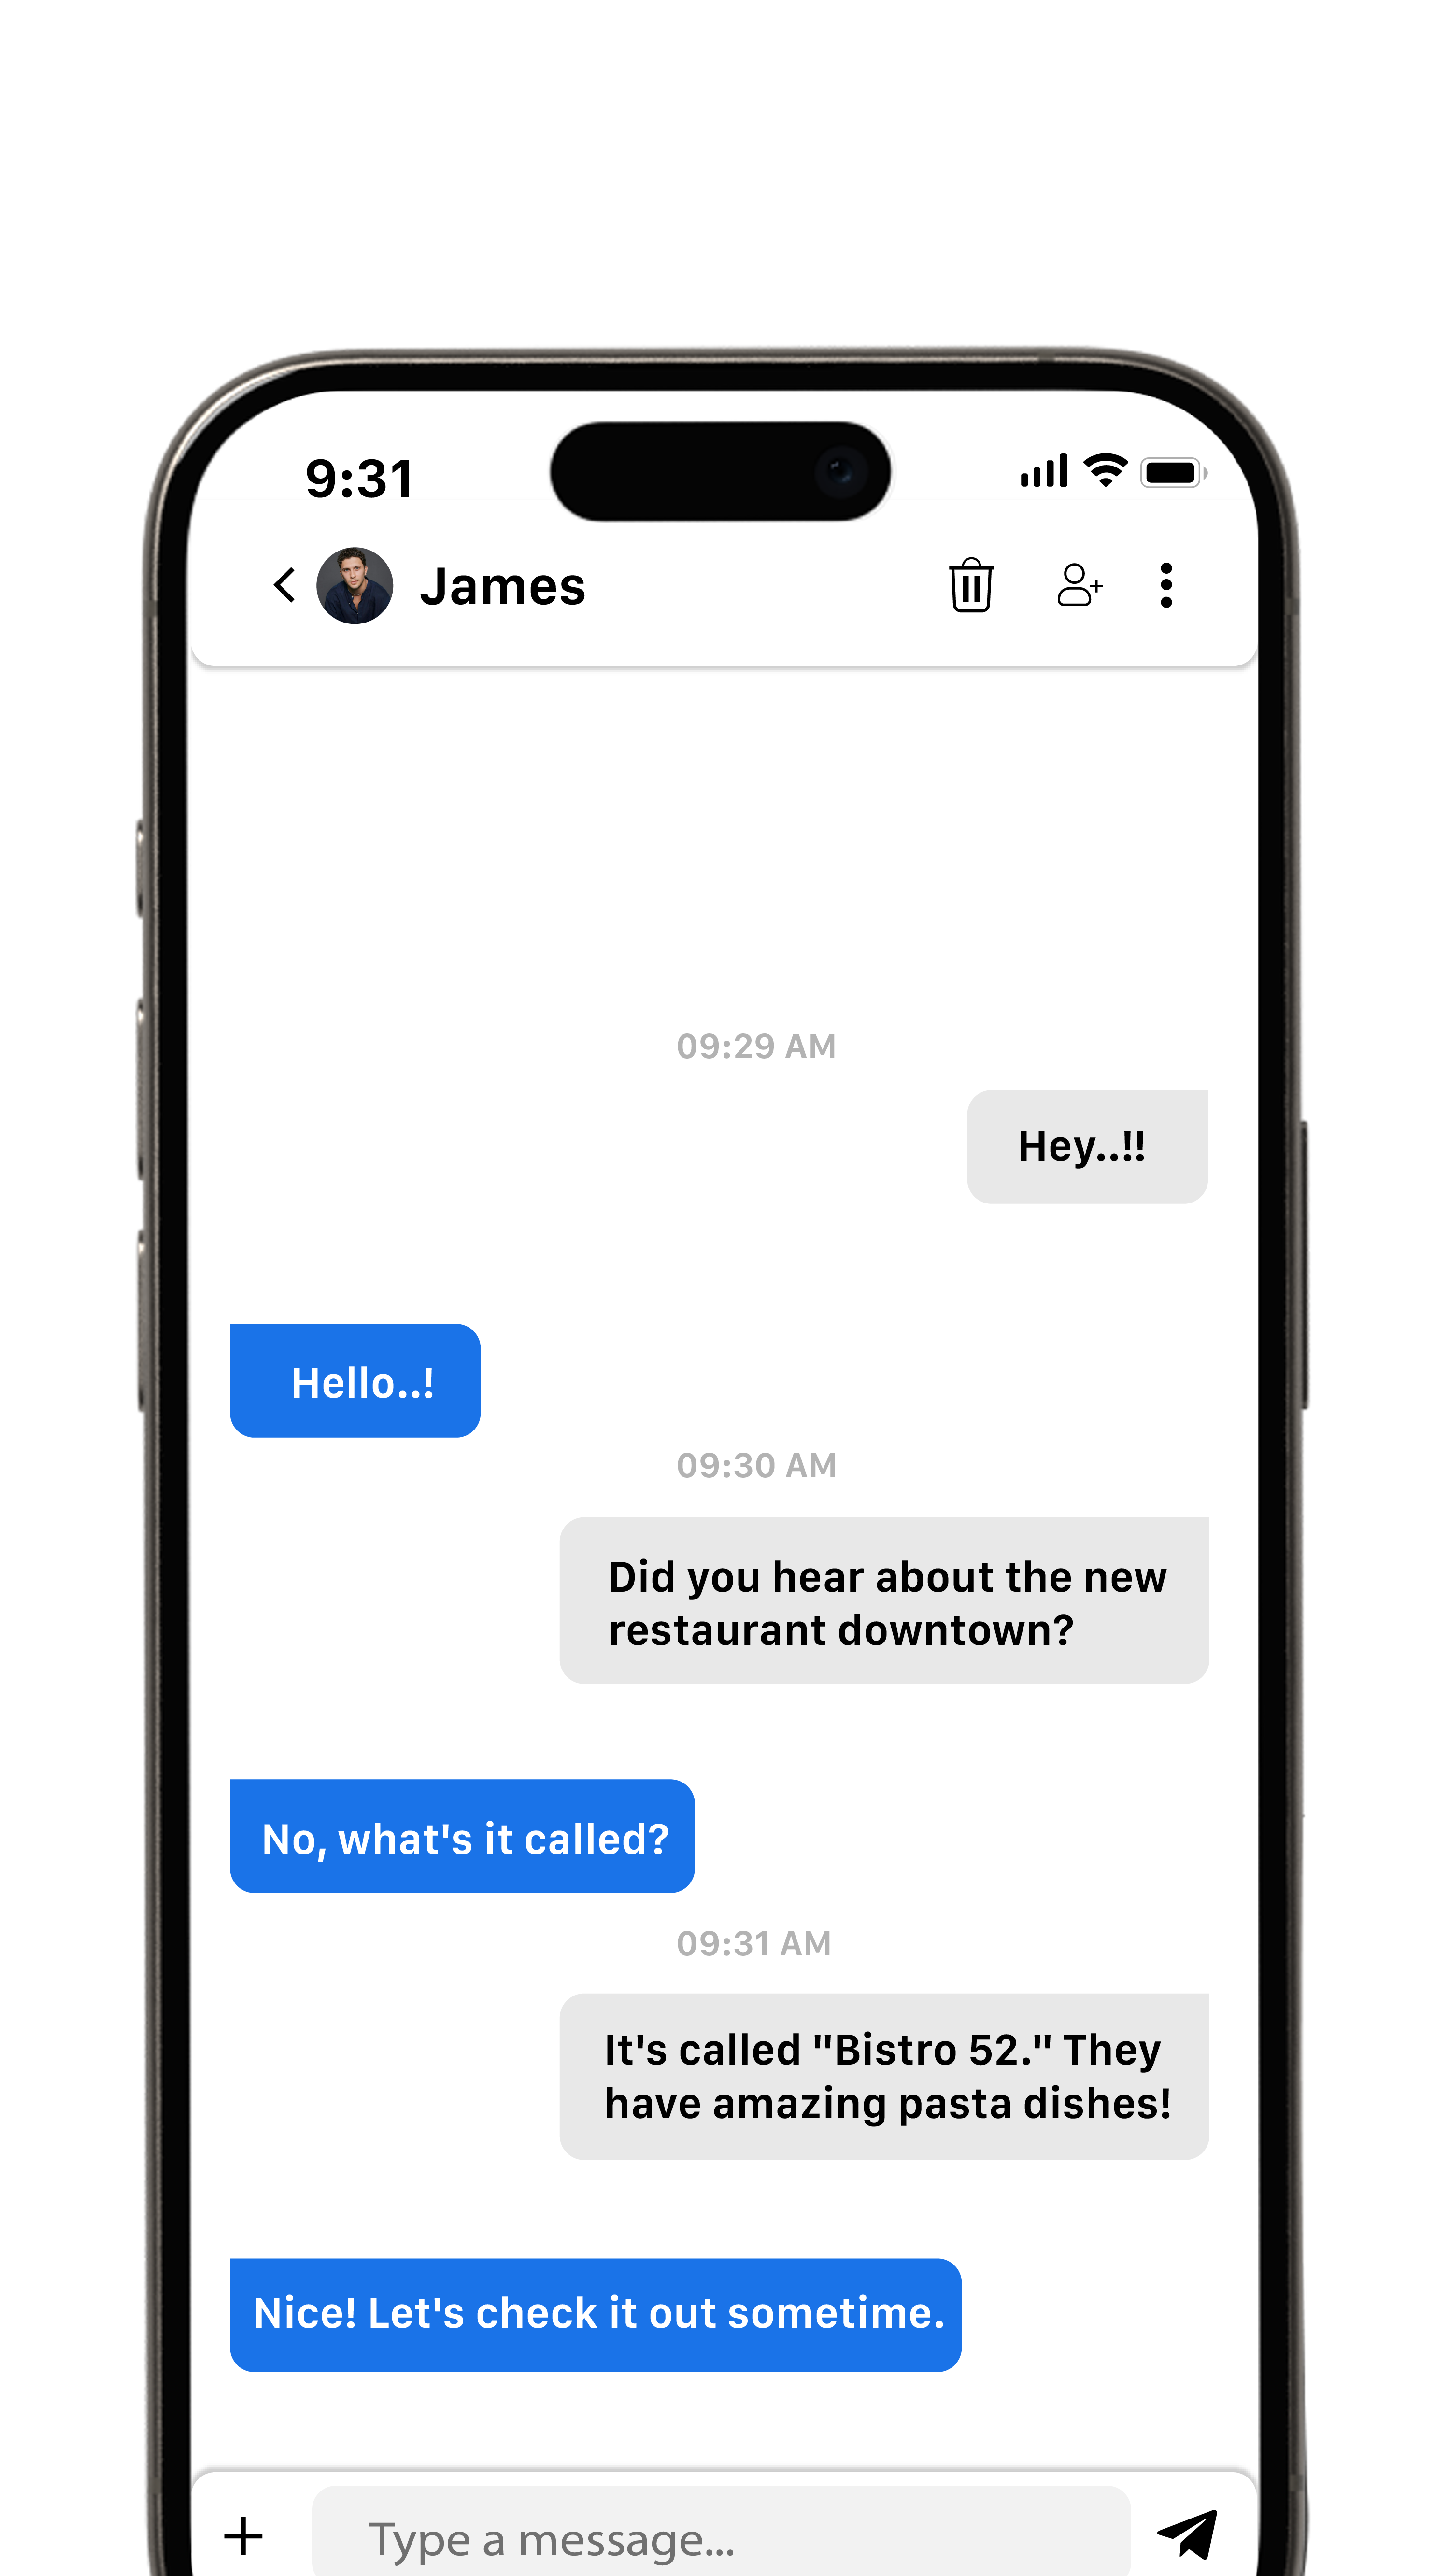 9:31
James
09:29 AM
Hey..!!
Hello..!
09:30 AM
Did you hear about the new
restaurant downtown?
No, what's it called?
09:31 AM
It's called "Bistro 52." They
have amazing pasta dishes!
Nice! Let's check it out sometime.
Type a message...